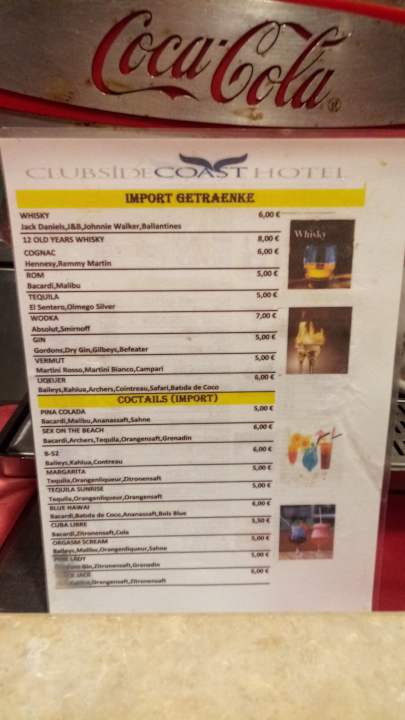 Coca-Cola ®
CLUBSIDE COAST HOTEL
IMPORT GETRAENKE
WHISKY 6,00 €
Jack Daniels,J&B,Johnnie Walker,Ballantines
12 OLD YEARS WHISKY 8,00 €
COGNAC 6,00 €
Hennesy,Remmy Martin
ROM 5,00 €
Bacardi,Malibu
TEQUILA 5,00 €
El Sentero,Olmego Silver
WODKA 7,00 €
Absolut,Smirnoff
GIN 5,00 €
Gordons,Dry Gin,Gilbeys,Befeater
VERMUT 5,00 €
Martini Rosso,Martini Bianco,Campari
LIQUER 6,00 €
Baileys,Kahlua,Archers,Cointreau,Safari,Batida de Coco
Whisky
COCTAILS (IMPORT)
PINA COLADA 5,00 €
Bacardi,Malibu,Ananassaft,Sahne
SEX ON THE BEACH 6,00 €
Bacardi,Archers,Tequila,Orangensaft,Grenadin
B-52 6,00 €
Baileys,Kahlua,Contreau
MARGARITA 5,00 €
Tequila,Orangenliqueur,Zitronensaft
TEQUILA SUNRISE 5,00 €
Tequila,Orangenliqueur,Orangensaft
BLUE HAWAI 6,00 €
Bacardi,Batida de Coco,Ananassaft,Bols Blue
CUBA LIBRE 5,50 €
Bacardi,Zitronensaft,Cola
ORGASM SCREAM 5,00 €
Baileys,Orangenliqueur,Sahne
LADY 5,00 €
Gin,Zitronensaft,Grenadin
JACK 6,00 €
Orangensaft,Zitronensaft